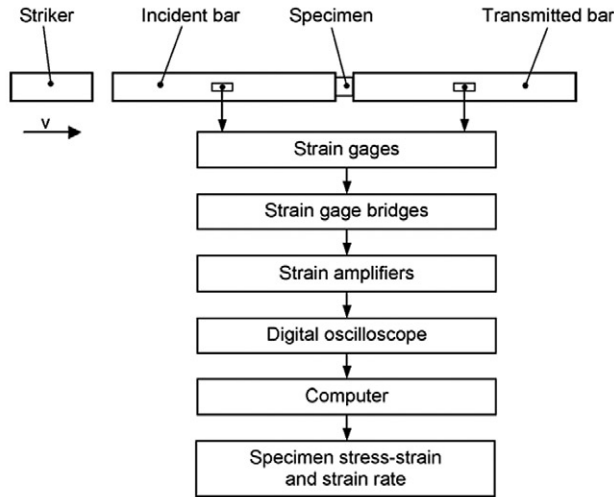 Striker
Incident bar
Specimen
Transmitted bar
v
Strain gages
Strain gage bridges
Strain amplifiers
Digital oscilloscope
Computer
Specimen stress-strain
and strain rate